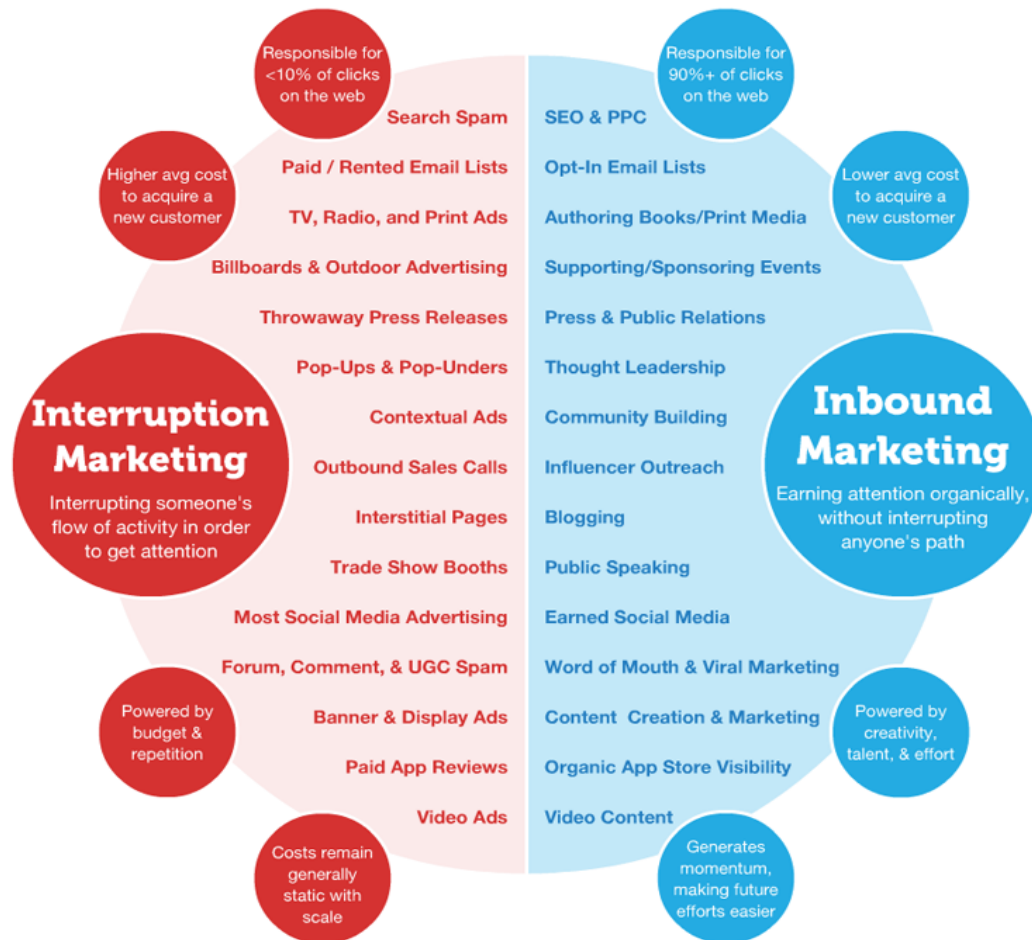 Responsible for
<10% of clicks
on the web
Responsible for
90%+ of clicks
on the web
Higher avg cost
to acquire a
new customer
Lower avg cost
to acquire a
new customer
Interruption
Marketing
Interrupting someone's
flow of activity in order
to get attention
Search Spam
Paid / Rented Email Lists
TV, Radio, and Print Ads
Billboards & Outdoor Advertising
Throwaway Press Releases
Pop-Ups & Pop-Unders
Contextual Ads
Outbound Sales Calls
Interstitial Pages
Trade Show Booths
Most Social Media Advertising
Forum, Comment, & UGC Spam
Banner & Display Ads
Paid App Reviews
Video Ads
SEO & PPC
Opt-In Email Lists
Authoring Books/Print Media
Supporting/Sponsoring Events
Press & Public Relations
Thought Leadership
Community Building
Influencer Outreach
Blogging
Public Speaking
Earned Social Media
Word of Mouth & Viral Marketing
Content Creation & Marketing
Organic App Store Visibility
Video Content
Inbound
Marketing
Earning attention organically,
without interrupting
anyone's path
Powered by
budget &
repetition
Powered by
creativity,
talent, & effort
Costs remain
generally
static with
scale
Generates
momentum,
making future
efforts easier